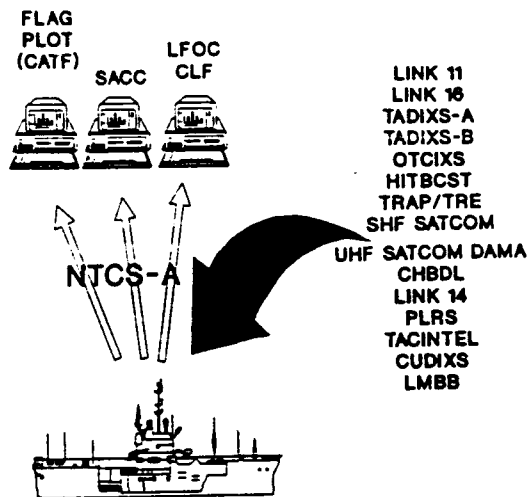 FLAG
PLOT
(CATF)
SACC
LFOC
CLF
NTCS-A
LINK 11
LINK 16
TADIXS-A
TADIXS-B
OTCIXS
HITBCST
TRAP/TRE
SHF SATCOM
UHF SATCOM DAMA
CHBDL
LINK 14
PLRS
TACINTEL
CUDIXS
LMBB